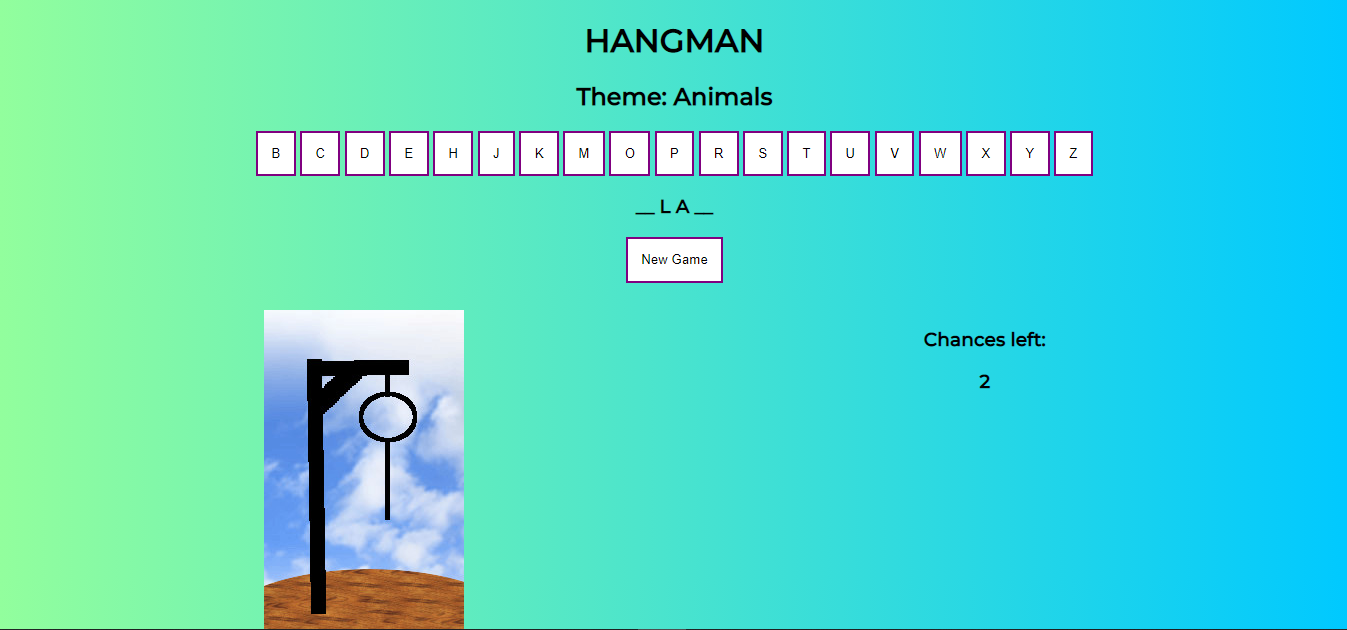 HANGMAN
Theme: Animals
B C D E H J K M O P R S T U V W X Y Z
__ L A __
New Game
Chances left:
2